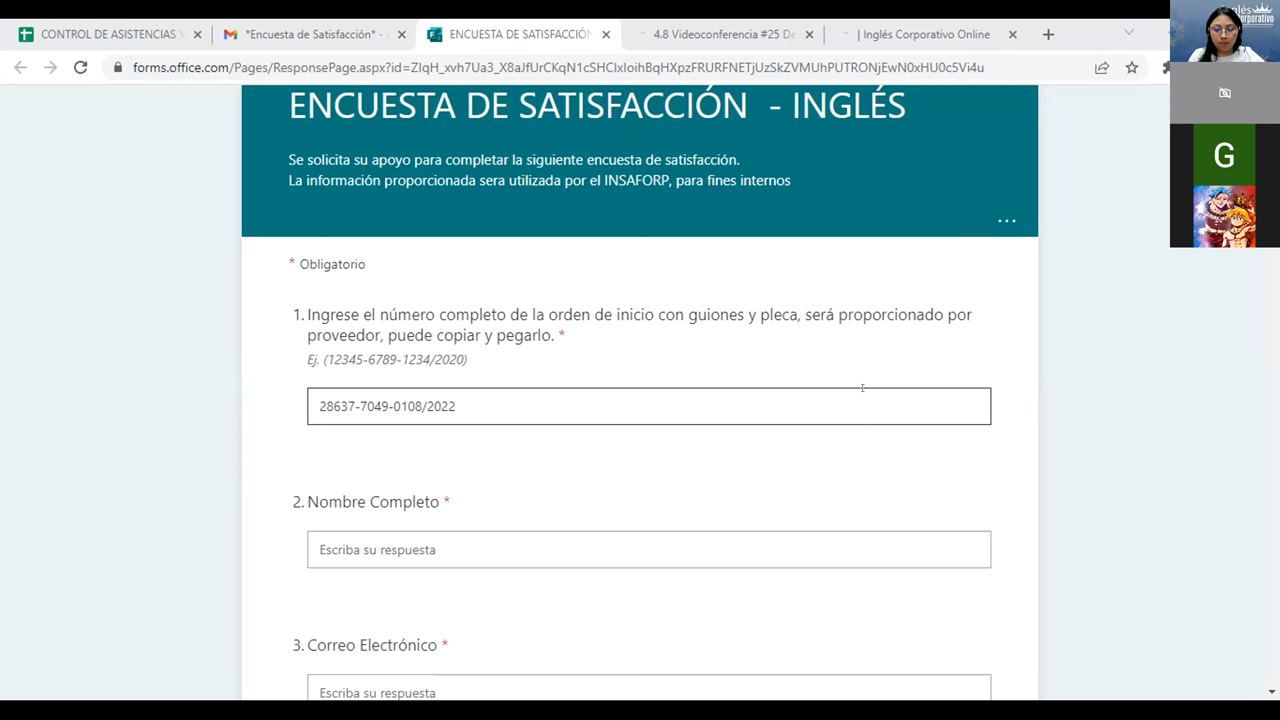 CONTROL DE ASISTENCIAS
*Encuesta de Satisfacción* -
ENCUESTA DE SATISFACCIÓN
4.8 Videoconferencia #25 De
| Inglés Corporativo Online
forms.office.com/Pages/ResponsePage.aspx?id=ZIqH_xvh7Ua3_X8aJfUrCKqN1cSHClxIoihBqHXpzFRURFNETjUzSkZVMUhPUTRONjEwN0xHU0c5Vi4u
G
ENCUESTA DE SATISFACCIÓN - INGLÉS
Se solicita su apoyo para completar la siguiente encuesta de satisfacción.
La información proporcionada sera utilizada por el INSAFORP, para fines internos
...
* Obligatorio
1. Ingrese el número completo de la orden de inicio con guiones y pleca, será proporcionado por
proveedor, puede copiar y pegarlo. *
Ej. (12345-6789-1234/2020)
28637-7049-0108/2022
2. Nombre Completo *
Escriba su respuesta
3. Correo Electrónico *
Escriba su respuesta